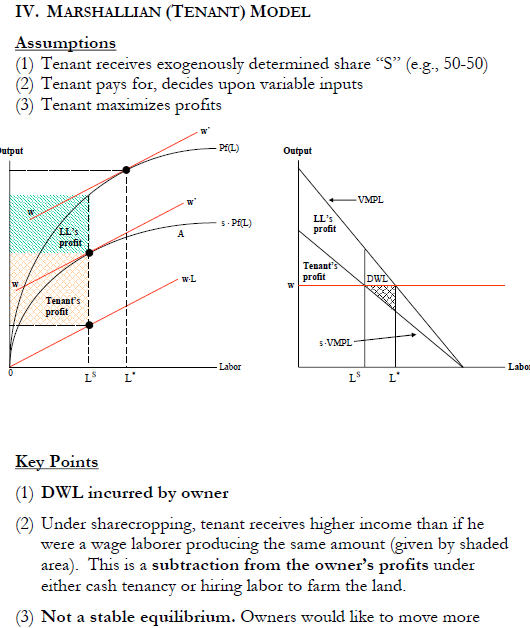 IV. MARSHALLIAN (TENANT) MODEL
Assumptions
(1) Tenant receives exogenously determined share “S” (e.g., 50-50)
(2) Tenant pays for, decides upon variable inputs
(3) Tenant maximizes profits
utput
w'
Pf(L)
w
LL's
profit
w'
s · Pf(L)
A
w
w·L
Tenant's
profit
0
L^S
L^*
Labor
Output
VMPL
LL's
profit
Tenant's
profit
DWL
w
s·VMPL
L^S
L^*
Labo
Key Points
(1) DWL incurred by owner
(2) Under sharecropping, tenant receives higher income than if he
were a wage laborer producing the same amount (given by shaded
area). This is a subtraction from the owner’s profits under
either cash tenancy or hiring labor to farm the land.
(3) Not a stable equilibrium. Owners would like to move more